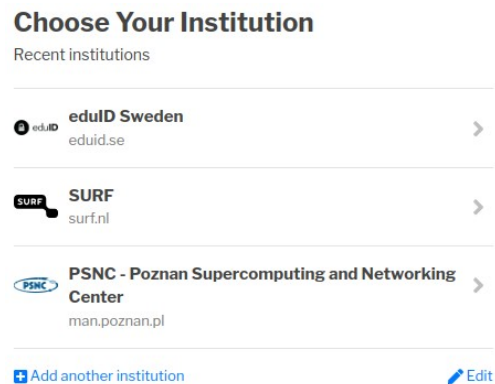 Choose Your Institution
Recent institutions
eduID
eduID Sweden
eduid.se
SURF
SURF
surf.nl
PSNC
PSNC - Poznan Supercomputing and Networking
Center
man.poznan.pl
Add another institution
Edit